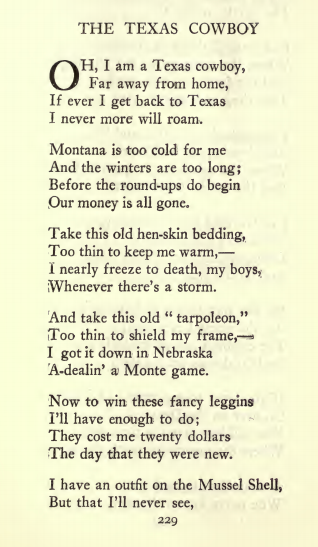 THE TEXAS COWBOY
OH, I am a Texas cowboy,
Far away from home,
If ever I get back to Texas
I never more will roam.
Montana is too cold for me
And the winters are too long;
Before the round-ups do begin
Our money is all gone.
Take this old hen-skin bedding,
Too thin to keep me warm,—
I nearly freeze to death, my boys,
Whenever there's a storm.
And take this old "tarpoleon,"
Too thin to shield my frame,—
I got it down in Nebraska
A-dealin' a Monte game.
Now to win these fancy leggins
I'll have enough to do;
They cost me twenty dollars
The day that they were new.
I have an outfit on the Mussel Shell,
But that I'll never see,
229